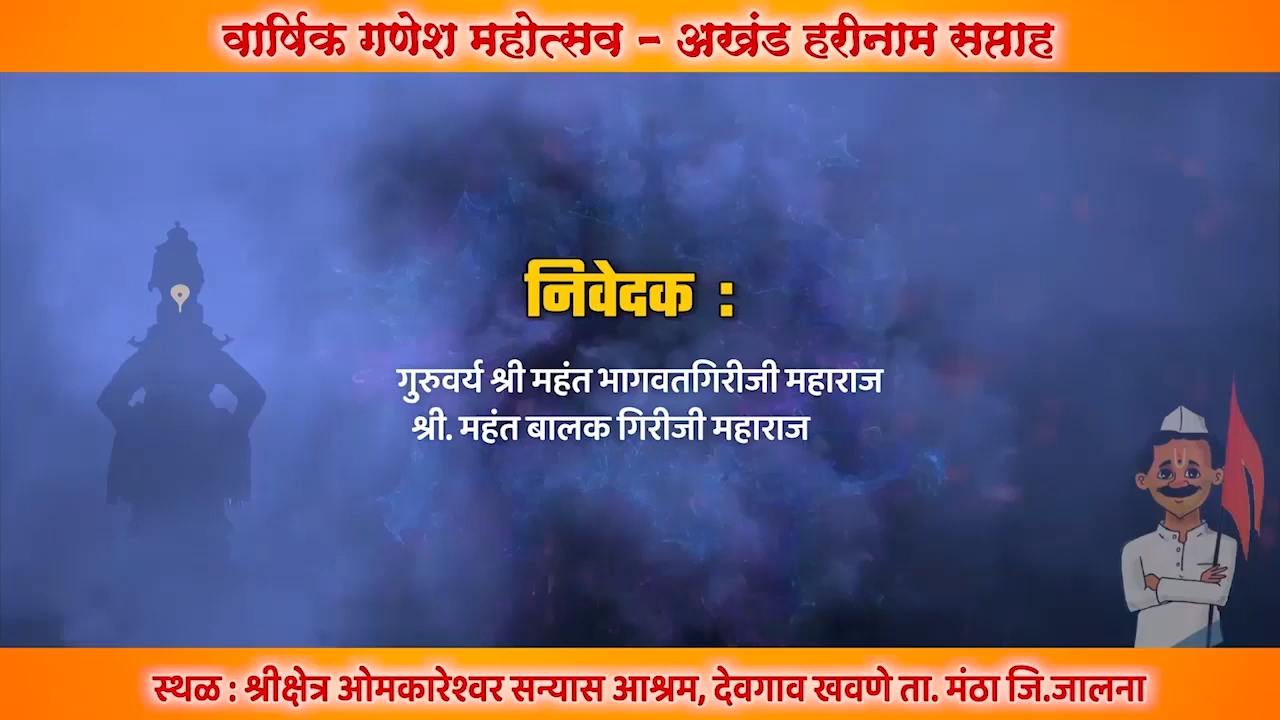 वार्षिक गणेश महोत्सव - अखंड हरीनाम सप्ताह
निवेदक :
गुरुवर्य श्री महंत भागवतगिरीजी महाराज
श्री. महंत बालक गिरीजी महाराज
स्थळ : श्रीक्षेत्र ओमकारेश्वर सन्यास आश्रम, देवगाव खवणे ता. मंठा जि.जालना